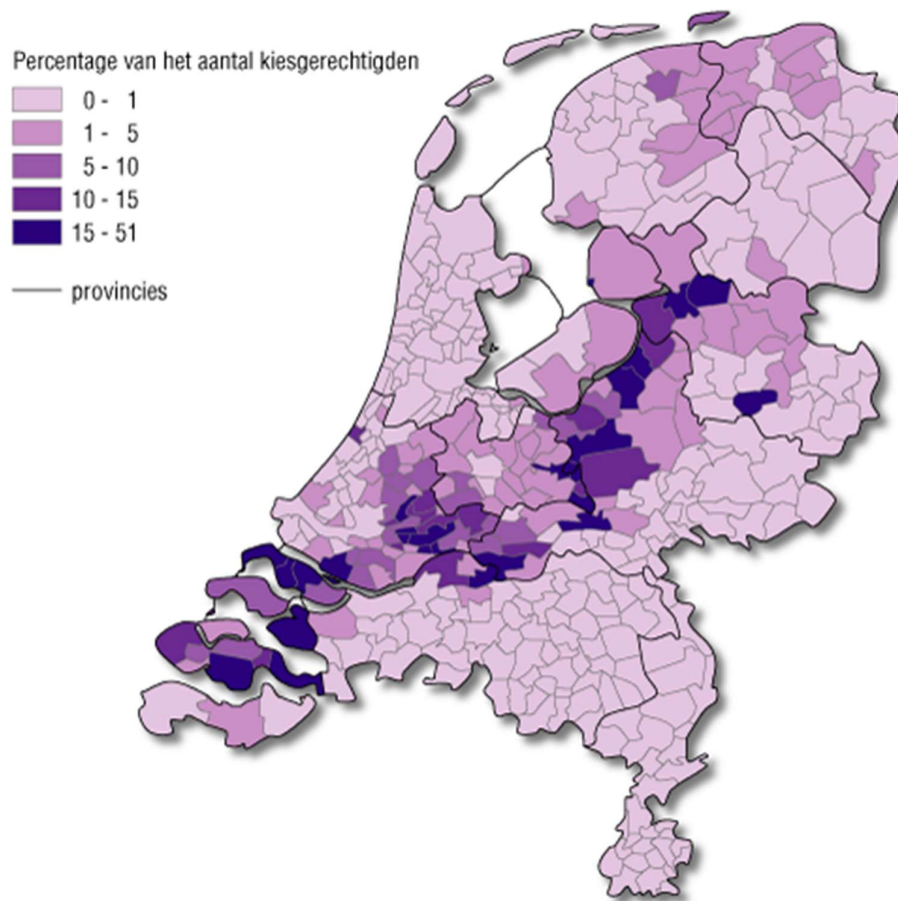 Percentage van het aantal kiesgerechtigden
0 - 1
1 - 5
5 - 10
10 - 15
15 - 51
provincies